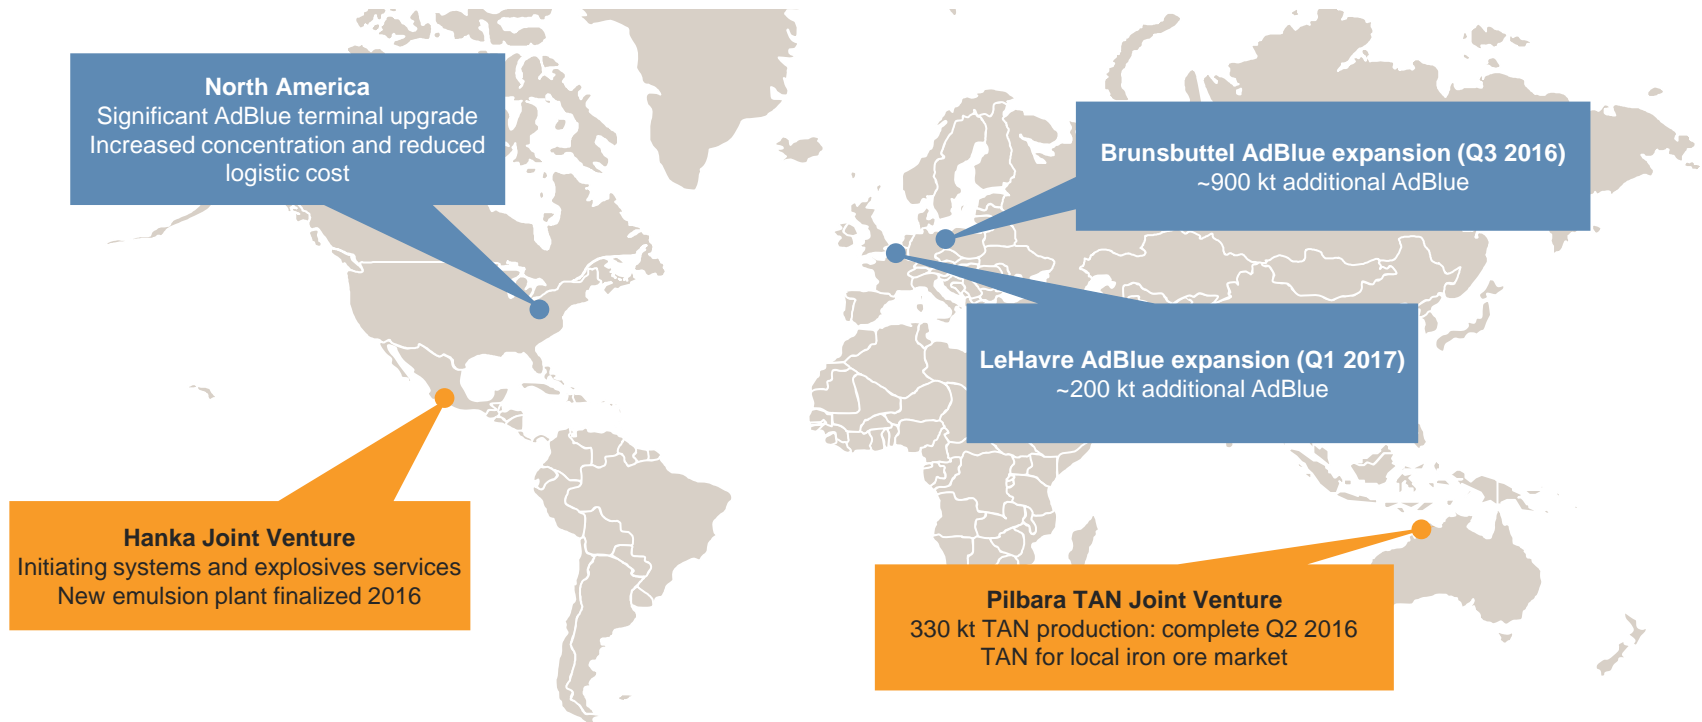 North America
Significant AdBlue terminal upgrade
Increased concentration and reduced
logistic cost
Brunsbuttel AdBlue expansion (Q3 2016)
~900 kt additional AdBlue
LeHavre AdBlue expansion (Q1 2017)
~200 kt additional AdBlue
Hanka Joint Venture
Initiating systems and explosives services
New emulsion plant finalized 2016
Pilbara TAN Joint Venture
330 kt TAN production: complete Q2 2016
TAN for local iron ore market